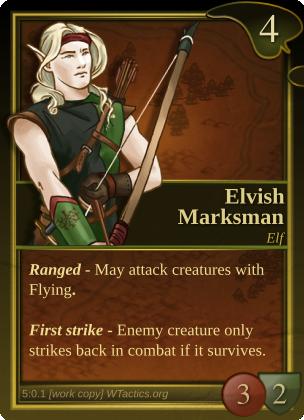 4
Elvish
Marksman
Elf
Ranged - May attack creatures with
Flying.
First strike - Enemy creature only
strikes back in combat if it survives.
5:0.1 [work copy] WTactics.org
3
2